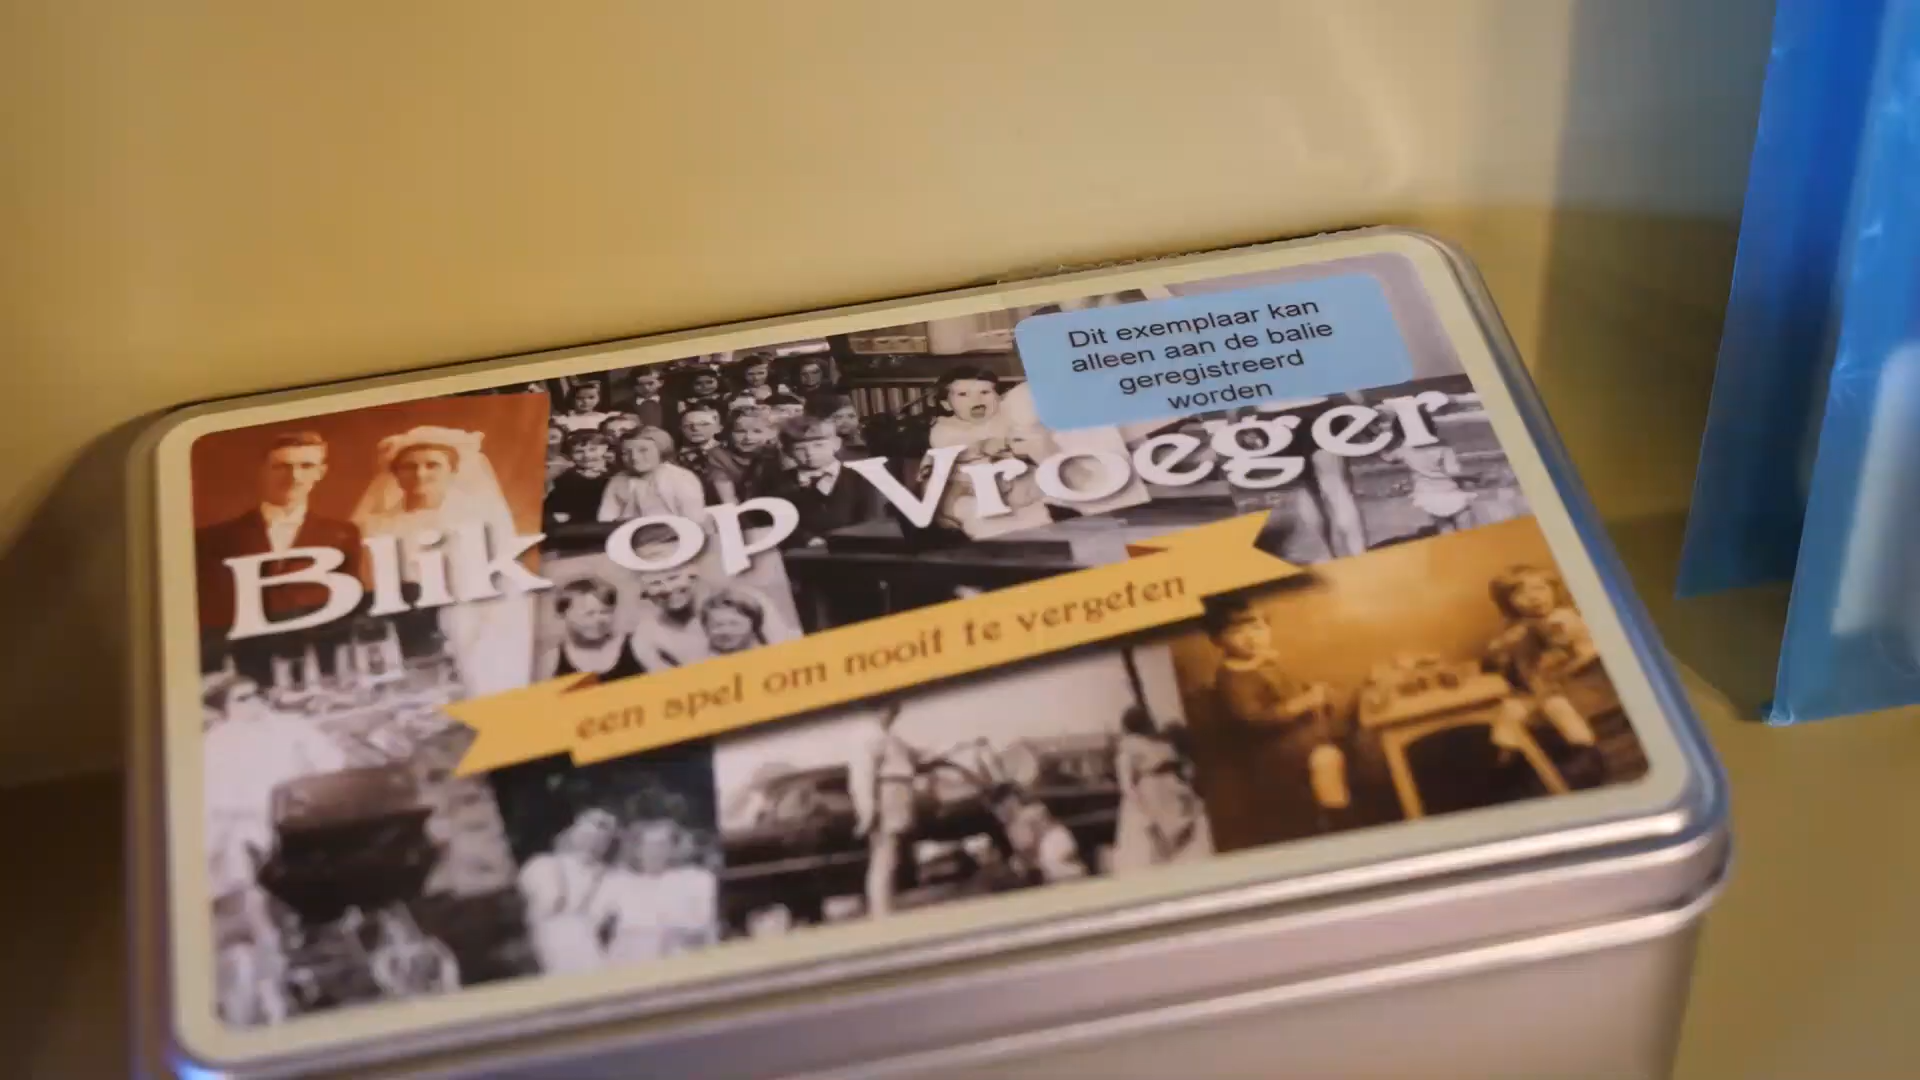 Dit exemplaar kan
alleen aan de balie
geregistreerd
worden
Blik op Vroeger
een spel om nooit te vergeten